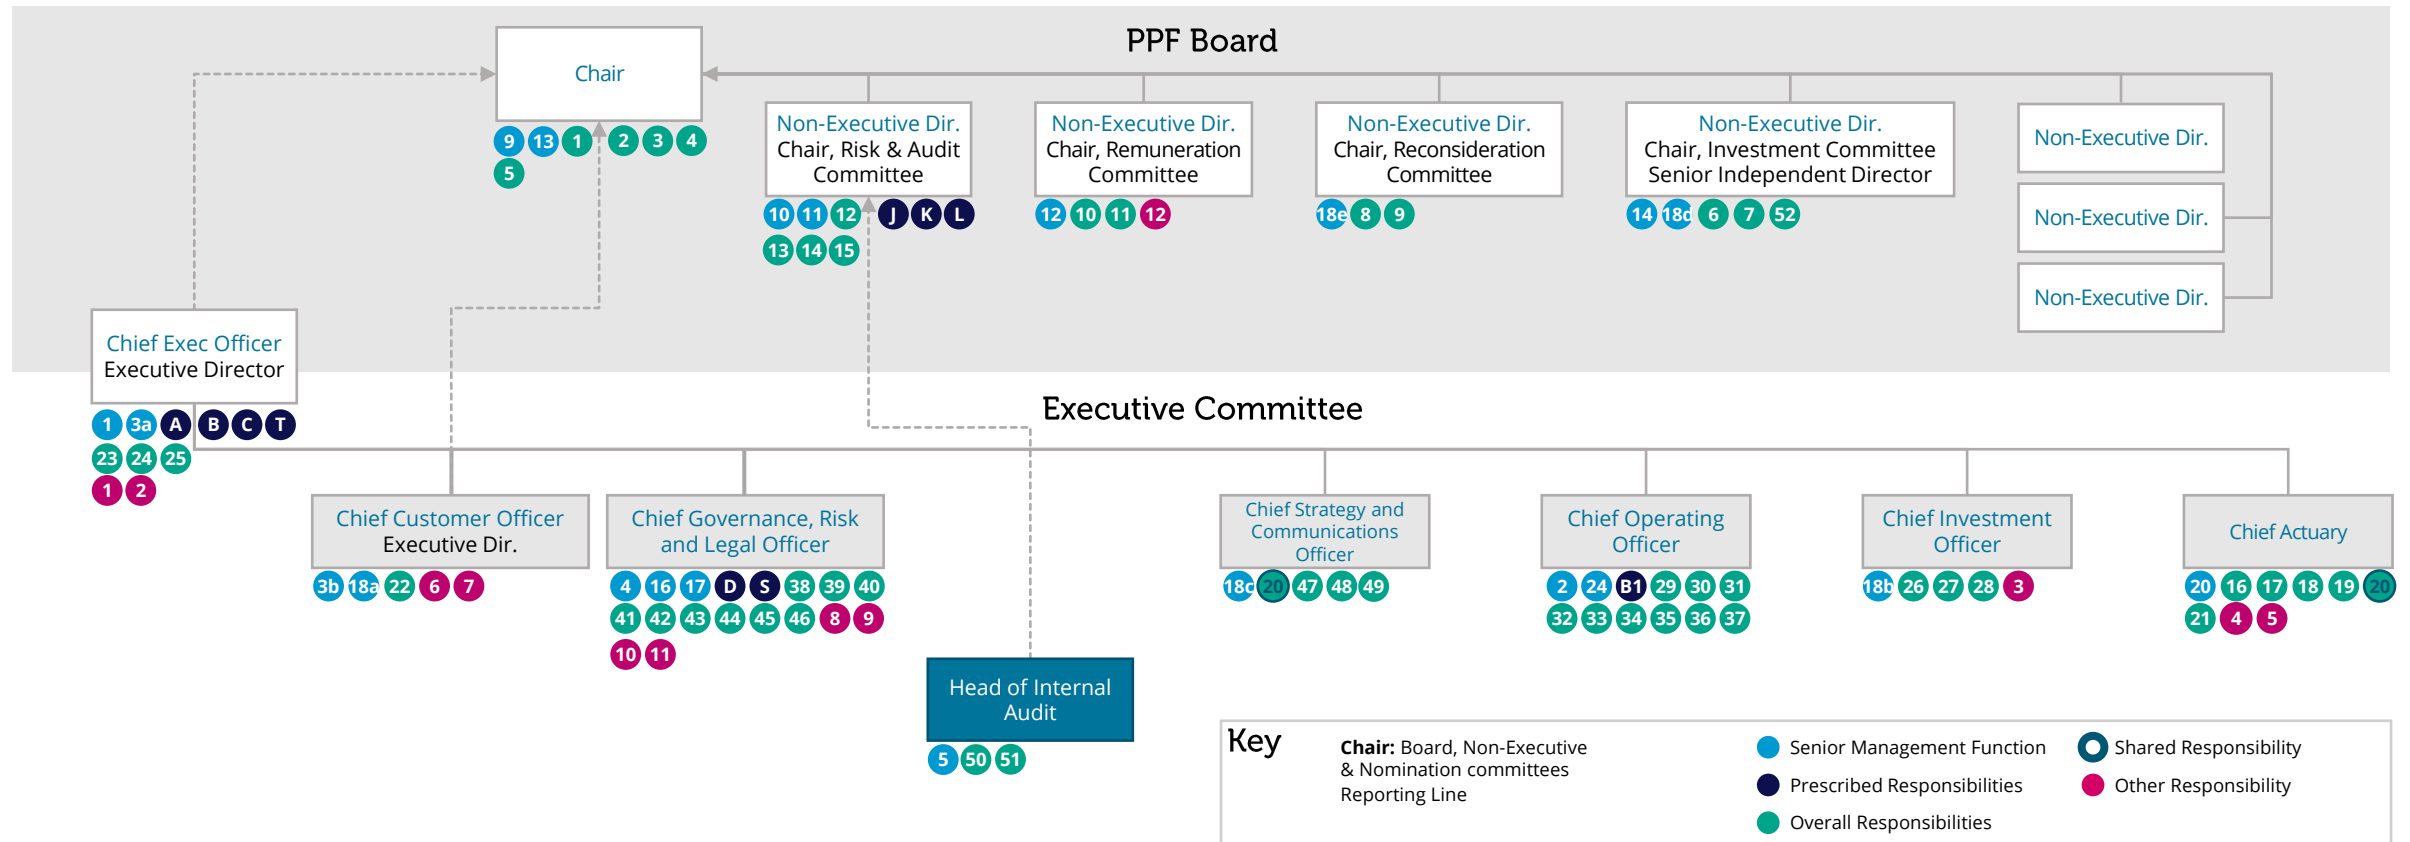 PPF Board
Chair
9 13 1 2 3 4
5
Non-Executive Dir.
Chair, Risk & Audit
Committee
10 11 12 J K L
13 14 15
Non-Executive Dir.
Chair, Remuneration
Committee
12 10 11 12
Non-Executive Dir.
Chair, Reconsideration
Committee
18e 8 9
Non-Executive Dir.
Chair, Investment Committee
Senior Independent Director
14 18d 6 7 52
Non-Executive Dir.
Non-Executive Dir.
Non-Executive Dir.
Chief Exec Officer
Executive Director
1 3a A B C T
23 24 25
1 2
Executive Committee
Chief Customer Officer
Executive Dir.
3b 18a 22 6 7
Chief Governance, Risk
and Legal Officer
4 16 17 D S 38 39 40
41 42 43 44 45 46 8 9
10 11
Head of Internal
Audit
5 50 51
Chief Strategy and
Communications
Officer
18c 20 47 48 49
Chief Operating
Officer
2 24 B1 29 30 31
32 33 34 35 36 37
Chief Investment
Officer
18b 26 27 28 3
Chief Actuary
20 16 17 18 19 20
21 4 5
Key
Chair: Board, Non-Executive
& Nomination committees
Reporting Line
Senior Management Function
Prescribed Responsibilities
Overall Responsibilities
Shared Responsibility
Other Responsibility